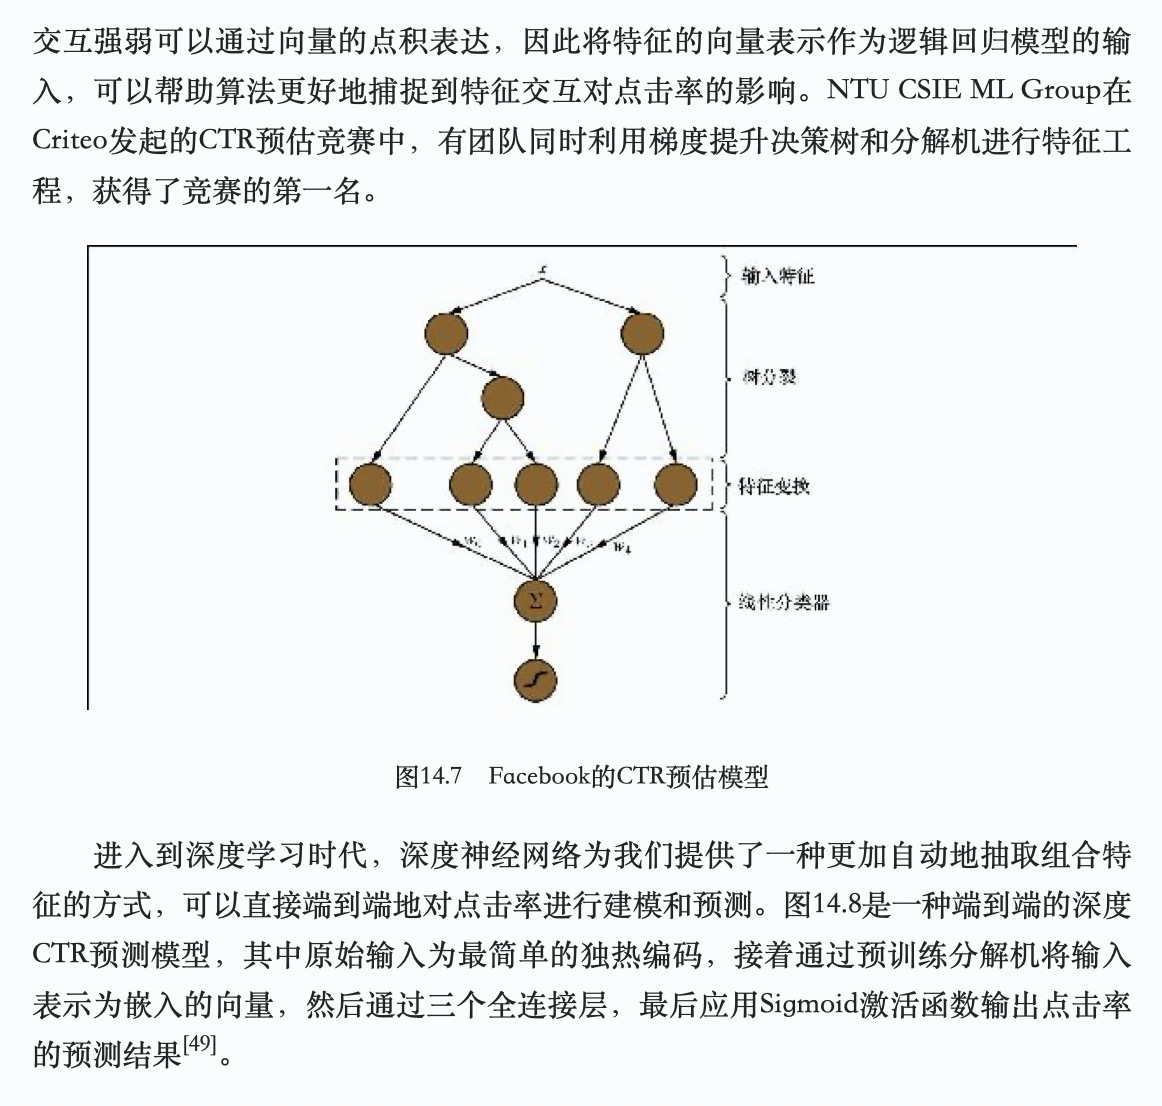 交互强弱可以通过向量的点积表达，因此将特征的向量表示作为逻辑回归模型的输
入，可以帮助算法更好地捕捉到特征交互对点击率的影响。NTU CSIE ML Group在
Criteo发起的CTR预估竞赛中，有团队同时利用梯度提升决策树和分解机进行特征工
程，获得了竞赛的第一名。
输入特征
树分裂
特征变换
w1
w2
w4
Σ
线性分类器
图14.7 Facebook的CTR预估模型
进入到深度学习时代，深度神经网络为我们提供了一种更加自动地抽取组合特
征的方式，可以直接端到端地对点击率进行建模和预测。图14.8是一种端到端的深度
CTR预测模型，其中原始输入为最简单的独热编码，接着通过预训练分解机将输入
表示为嵌入的向量，然后通过三个全连接层，最后应用Sigmoid激活函数输出点击率
的预测结果[49]。